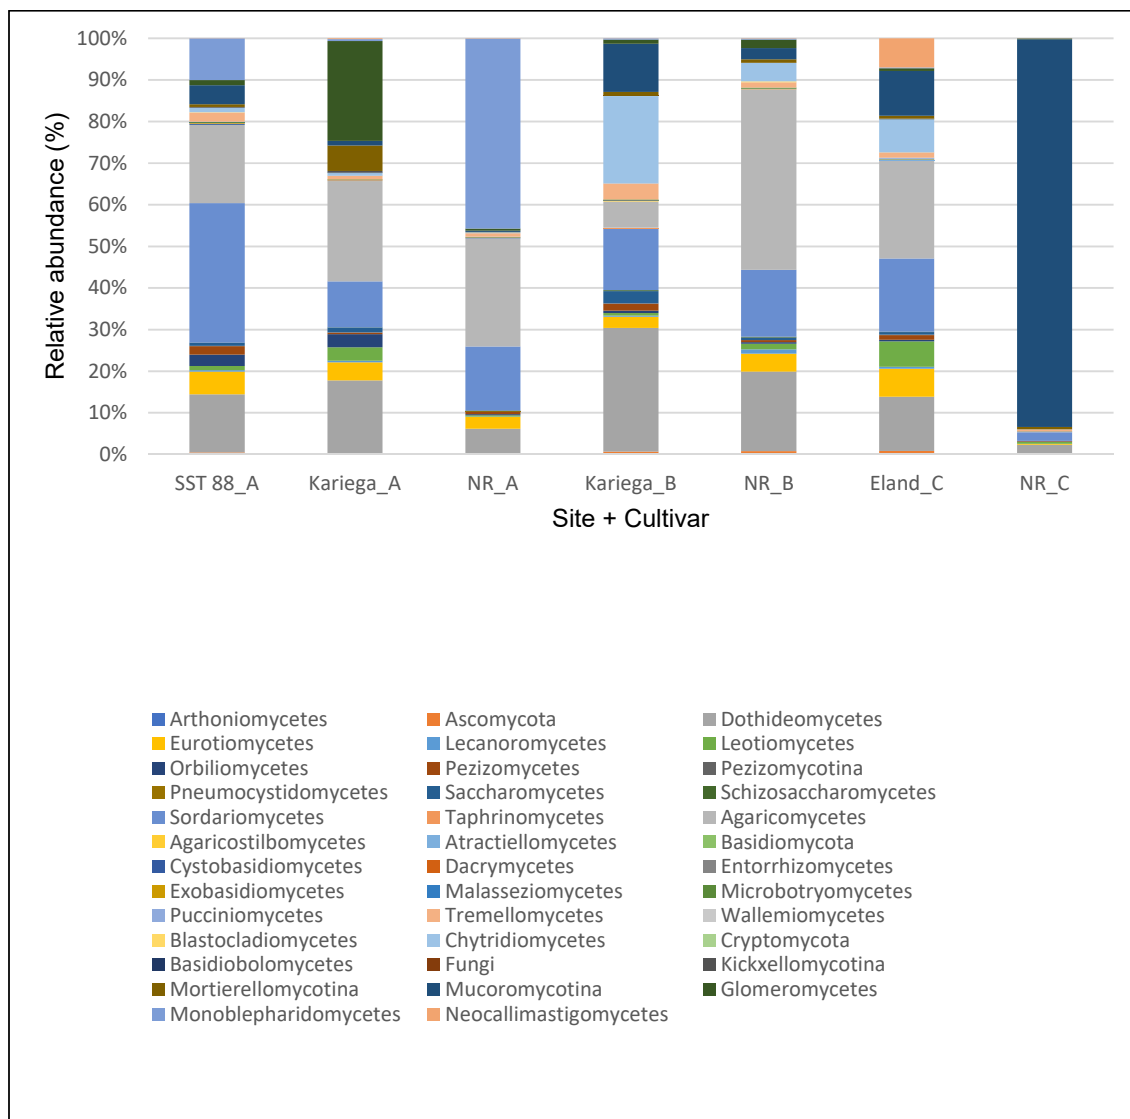 100%
90%
80%
70%
60%
50%
40%
30%
20%
10%
0%
Relative abundance (%)
SST 88_A Kariega_A NR_A Kariega_B NR_B Eland_C NR_C
Site + Cultivar
Arthoniomycetes Ascomycota Dothideomycetes
Eurotiomycetes Lecanoromycetes Leotiomycetes
Orbiliomycetes Pezizomycetes Pezizomycotina
Pneumocystidomycetes Saccharomycetes Schizosaccharomycetes
Sordariomycetes Taphrinomycetes Agaricomycetes
Agaricostilbomycetes Atractiellomycetes Basidiomycota
Cystobasidiomycetes Dacrymycetes Entorrhizomycetes
Exobasidiomycetes Malasseziomycetes Microbotryomycetes
Pucciniomycetes Tremellomycetes Wallemiomycetes
Blastocladiomycetes Chytridiomycetes Cryptomycota
Basidiobolomycetes Fungi Kickxellomycotina
Mortierellomycotina Mucoromycotina Glomeromycetes
Monoblepharidomycetes Neocallimastigomycetes